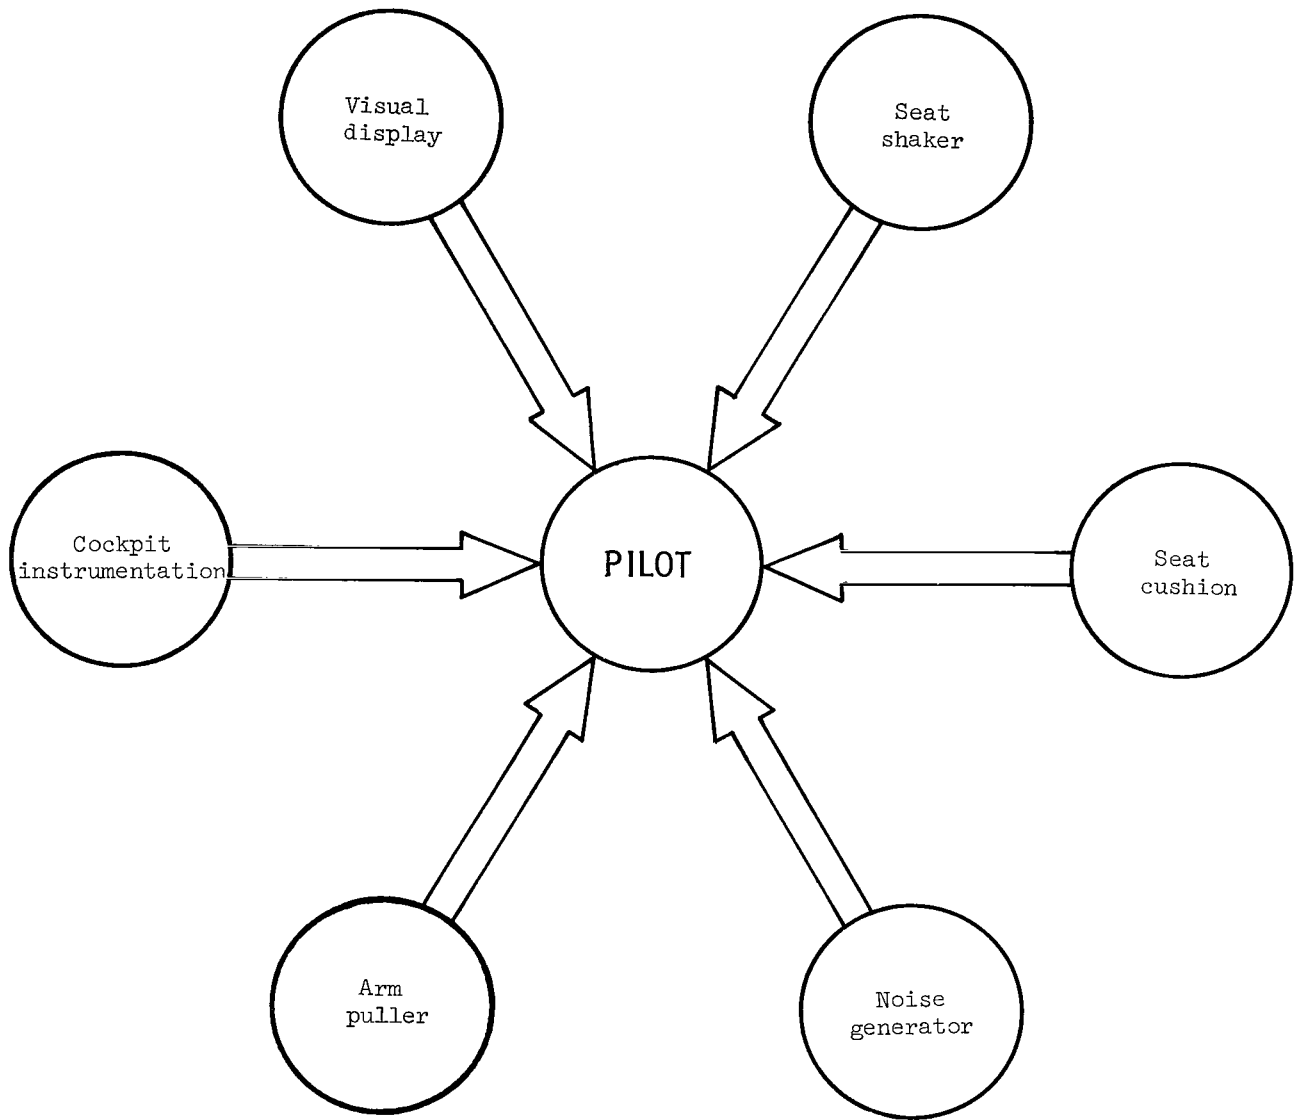 Visual
display
Seat
shaker
Cockpit
instrumentation
PILOT
Seat
cushion
Arm
puller
Noise
generator